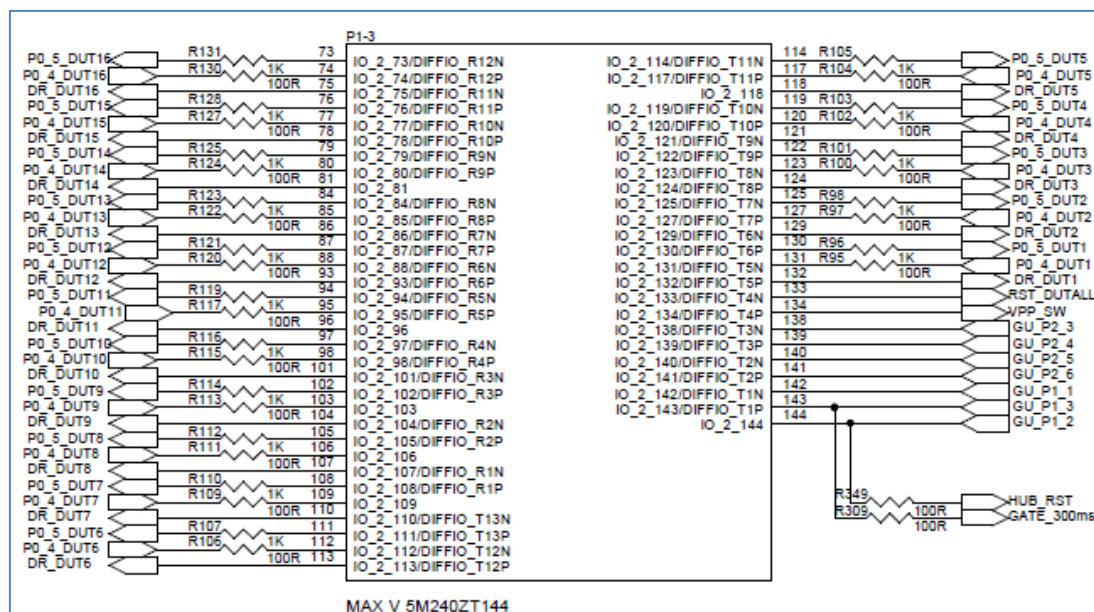 P1-3
P0_5_DUT16 R131 73 IO_2_73/DIFFIO_R12N
P0_4_DUT16 R130 1K 74 IO_2_74/DIFFIO_R12P
DR_DUT16 100R 75 IO_2_75/DIFFIO_R11N
P0_5_DUT15 R128 76 IO_2_76/DIFFIO_R11P
P0_4_DUT15 R127 1K 77 IO_2_77/DIFFIO_R10N
DR_DUT15 100R 78 IO_2_78/DIFFIO_R10P
P0_5_DUT14 R125 79 IO_2_79/DIFFIO_R9N
P0_4_DUT14 R124 1K 80 IO_2_80/DIFFIO_R9P
DR_DUT14 100R 81 IO_2_81
P0_5_DUT13 R123 84 IO_2_84/DIFFIO_R8N
P0_4_DUT13 R122 1K 85 IO_2_85/DIFFIO_R8P
DR_DUT13 100R 86 IO_2_86/DIFFIO_R7N
P0_5_DUT12 R121 87 IO_2_87/DIFFIO_R7P
P0_4_DUT12 R120 1K 88 IO_2_88/DIFFIO_R6N
DR_DUT12 100R 93 IO_2_93/DIFFIO_R6P
P0_5_DUT11 R119 94 IO_2_94/DIFFIO_R5N
P0_4_DUT11 R117 1K 95 IO_2_95/DIFFIO_R5P
DR_DUT11 100R 96 IO_2_96
P0_5_DUT10 R116 97 IO_2_97/DIFFIO_R4N
P0_4_DUT10 R115 1K 98 IO_2_98/DIFFIO_R4P
DR_DUT10 100R 101 IO_2_101/DIFFIO_R3N
P0_5_DUT9 R114 102 IO_2_102/DIFFIO_R3P
P0_4_DUT9 R113 1K 103 IO_2_103
DR_DUT9 100R 104 IO_2_104/DIFFIO_R2N
P0_5_DUT8 R112 105 IO_2_105/DIFFIO_R2P
P0_4_DUT8 R111 1K 106 IO_2_106
DR_DUT8 100R 107 IO_2_107/DIFFIO_R1N
P0_5_DUT7 R110 108 IO_2_108/DIFFIO_R1P
P0_4_DUT7 R109 1K 109 IO_2_109
DR_DUT7 100R 110 IO_2_110/DIFFIO_T13N
P0_5_DUT6 R107 111 IO_2_111/DIFFIO_T13P
P0_4_DUT6 R106 1K 112 IO_2_112/DIFFIO_T12N
DR_DUT6 100R 113 IO_2_113/DIFFIO_T12P
IO_2_114/DIFFIO_T11N 114 R105 P0_5_DUT5
IO_2_117/DIFFIO_T11P 117 R104 1K P0_4_DUT5
IO_2_118 118 100R DR_DUT5
IO_2_119/DIFFIO_T10N 119 R103 P0_5_DUT4
IO_2_120/DIFFIO_T10P 120 R102 1K P0_4_DUT4
IO_2_121/DIFFIO_T9N 121 100R DR_DUT4
IO_2_122/DIFFIO_T9P 122 R101 P0_5_DUT3
IO_2_123/DIFFIO_T8N 123 R100 1K P0_4_DUT3
IO_2_124/DIFFIO_T8P 124 100R DR_DUT3
IO_2_125/DIFFIO_T7N 125 R98 P0_5_DUT2
IO_2_127/DIFFIO_T7P 127 R97 1K P0_4_DUT2
IO_2_129/DIFFIO_T6N 129 100R DR_DUT2
IO_2_130/DIFFIO_T6P 130 R96 P0_5_DUT1
IO_2_131/DIFFIO_T5N 131 R95 1K P0_4_DUT1
IO_2_132/DIFFIO_T5P 132 100R DR_DUT1
IO_2_133/DIFFIO_T4N 133 RST_DUTALL
IO_2_134/DIFFIO_T4P 134 VPP_SW
IO_2_138/DIFFIO_T3N 138 GU_P2_3
IO_2_139/DIFFIO_T3P 139 GU_P2_4
IO_2_140/DIFFIO_T2N 140 GU_P2_5
IO_2_141/DIFFIO_T2P 141 GU_P2_6
IO_2_142/DIFFIO_T1N 142 GU_P1_1
IO_2_143/DIFFIO_T1P 143 GU_P1_3
IO_2_144 144 GU_P1_2
R349 100R HUB_RST
R309 100R GATE_300ms
MAX V 5M240ZT144